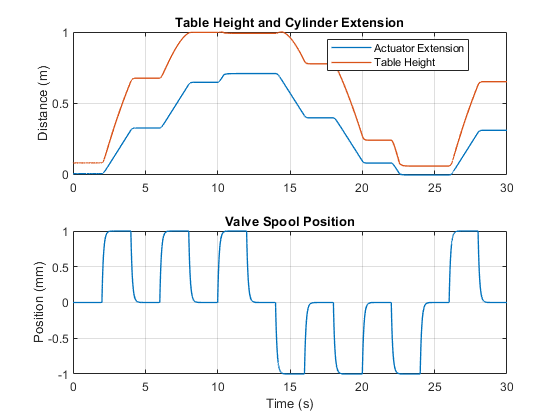 Table Height and Cylinder Extension
1
0.5
0
Distance (m)
Actuator Extension
Table Height
0 5 10 15 20 25 30
Valve Spool Position
1
0.5
0
-0.5
-1
Position (mm)
0 5 10 15 20 25 30
Time (s)